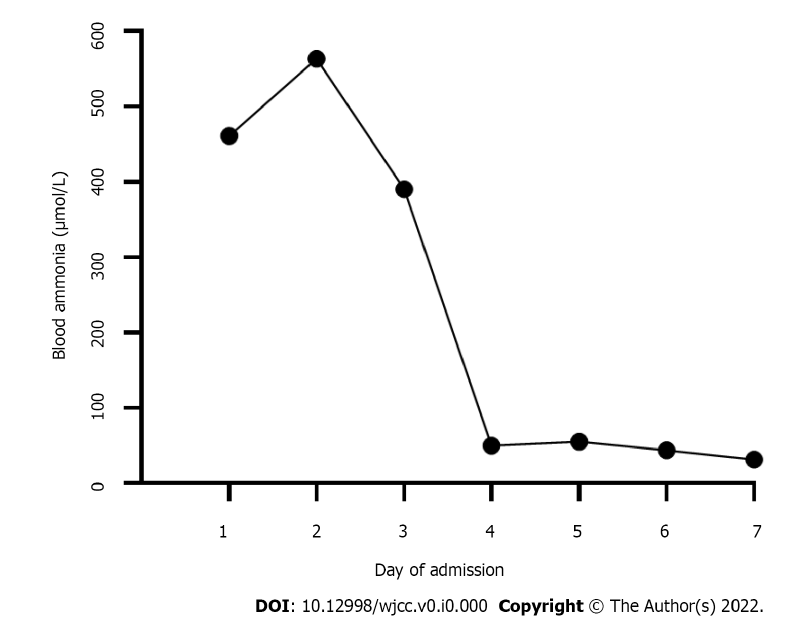 600
500
400
300
200
100
0
Blood ammonia (μmol/L)
1 2 3 4 5 6 7
Day of admission
DOI: 10.12998/wjcc.v0.i0.000 Copyright © The Author(s) 2022.